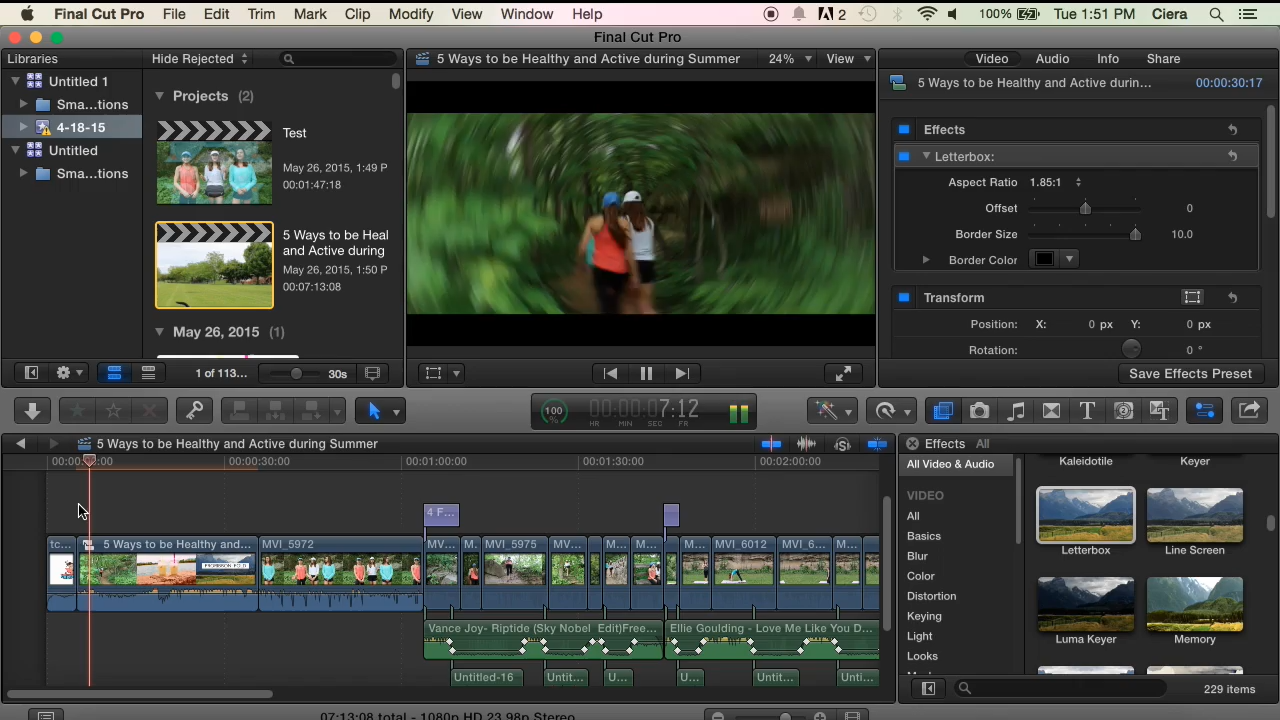 Final Cut Pro File Edit Trim Mark Clip Modify View Window Help 2 100% Tue 1:51 PM Ciera
Final Cut Pro
Libraries
Hide Rejected
5 Ways to be Healthy and Active during Summer 24% View
Video Audio Info Share
Untitled 1
Sma...tions
4-18-15
Untitled
Sma...tions
Projects (2)
Test
May 26, 2015, 1:49 P
00:01:47:18
5 Ways to be Heal
and Active during
May 26, 2015, 1:50 P
00:07:13:08
May 26, 2015 (1)
5 Ways to be Healthy and Active durin... 00:00:30:17
Effects
Letterbox:
Aspect Ratio 1.85:1
Offset 0
Border Size 10.0
Border Color
Transform
Position: X: 0 px Y: 0 px
Rotation: 0 °
1 of 113... 30s
Save Effects Preset
100 % 00:00:07:12
HR MIN SEC FR
5 Ways to be Healthy and Active during Summer
Effects All
00:00:30:00 00:01:00:00 00:01:30:00 00:02:00:00
4 F...
tc... 5 Ways to be Healthy and... MVI_5972 MV... M... MVI_5975 MV... M... M... M... MVI_6012 MVI_6... M...
Vance Joy- Riptide (Sky Nobel Edit)Free... Ellie Goulding - Love Me Like You D...
Untitled-16 Untit... U... U... Untit... Unti...
All Video & Audio
VIDEO
All
Basics
Blur
Color
Distortion
Keying
Light
Looks
Kaleidotile Keyer
Letterbox Line Screen
Luma Keyer Memory
229 items
07:13:08 total - 1080p HD 23.98p Stereo